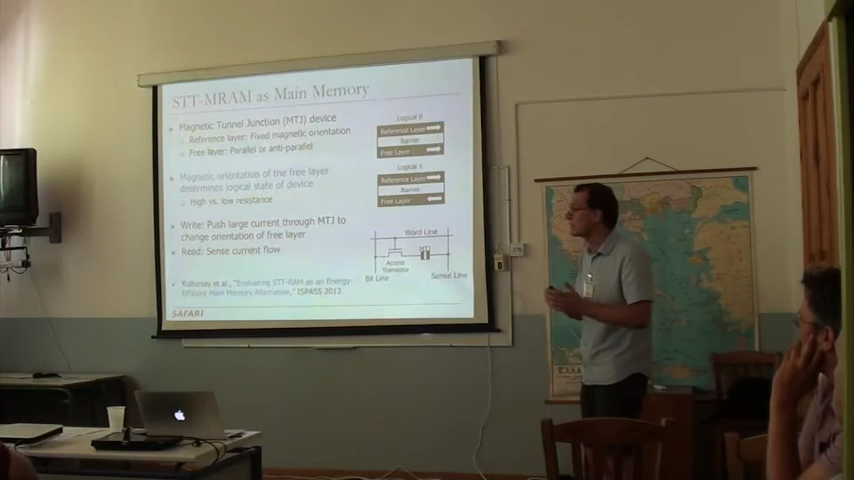 STT-MRAM as Main Memory
Magnetic Tunnel Junction (MTJ) device
Reference layer: Fixed magnetic orientation
Free layer: Parallel or anti-parallel
Magnetic orientation of the free layer
determines logical state of device
High vs. low resistance
Write: Push large current through MTJ to
change orientation of free layer
Read: Sense current flow
Kultursay et al., "Evaluating STT-RAM as an Energy-
Efficient Main Memory Alternative," ISPASS 2013.
SAFARI
Logical 0
Reference Layer
Barrier
Free Layer
Logical 1
Reference Layer
Barrier
Free Layer
Word Line
MTJ
Access
Transistor
Bit Line
Sense Line